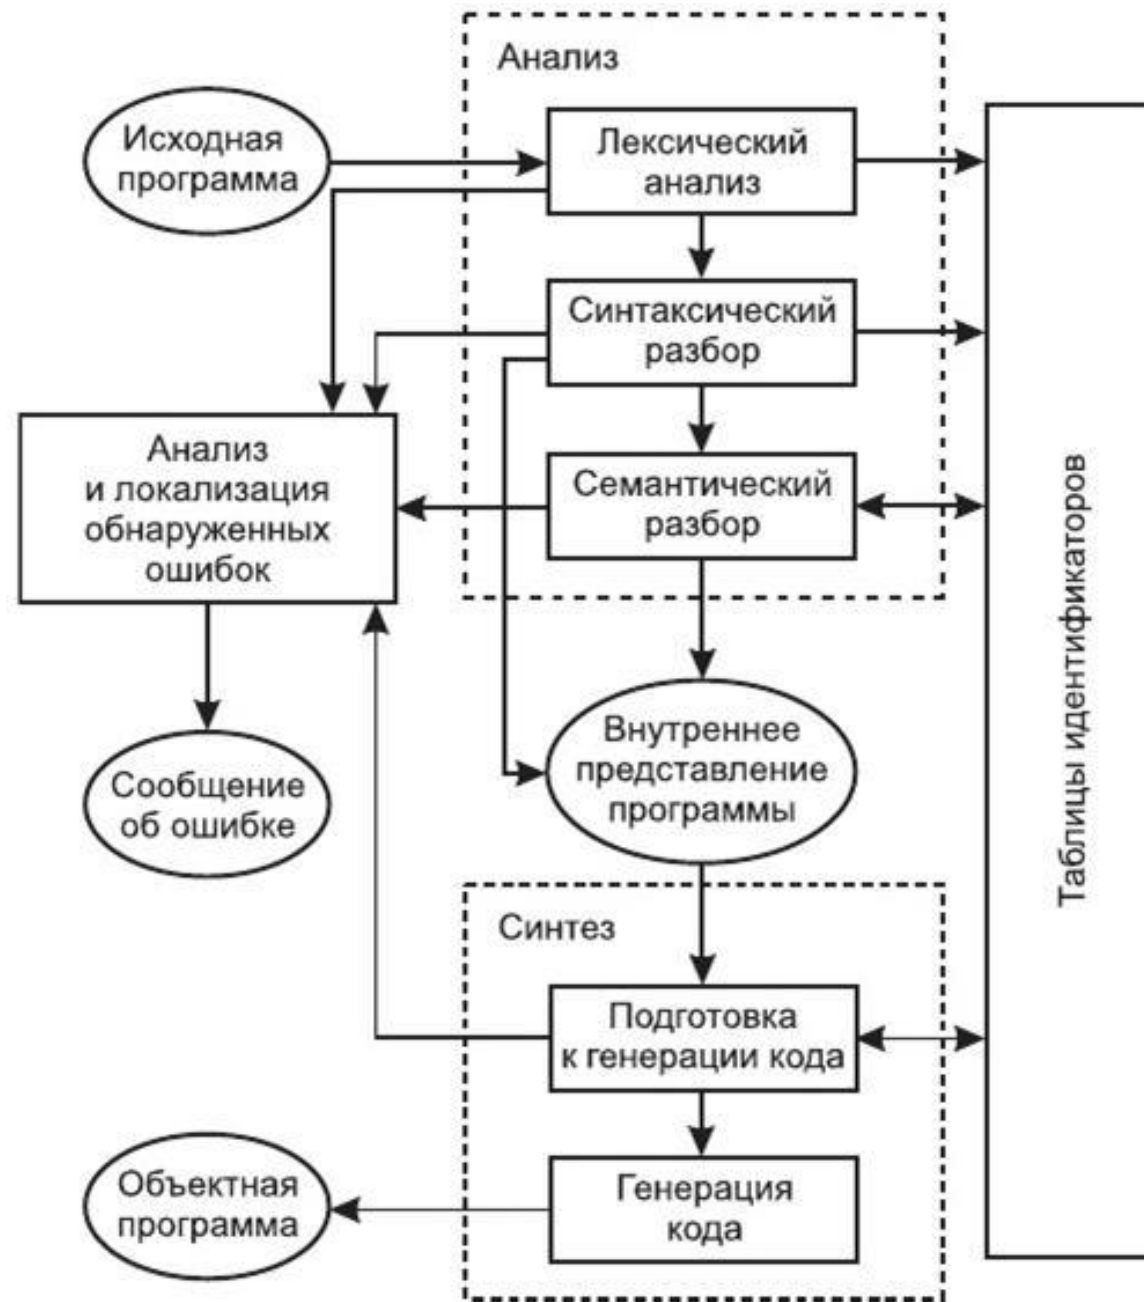 Анализ
Исходная
программа
Лексический
анализ
Синтаксический
разбор
Анализ
и локализация
обнаруженных
ошибок
Семантический
разбор
Таблицы идентификаторов
Внутреннее
представление
программы
Сообщение
об ошибке
Синтез
Подготовка
к генерации кода
Объектная
программа
Генерация
кода